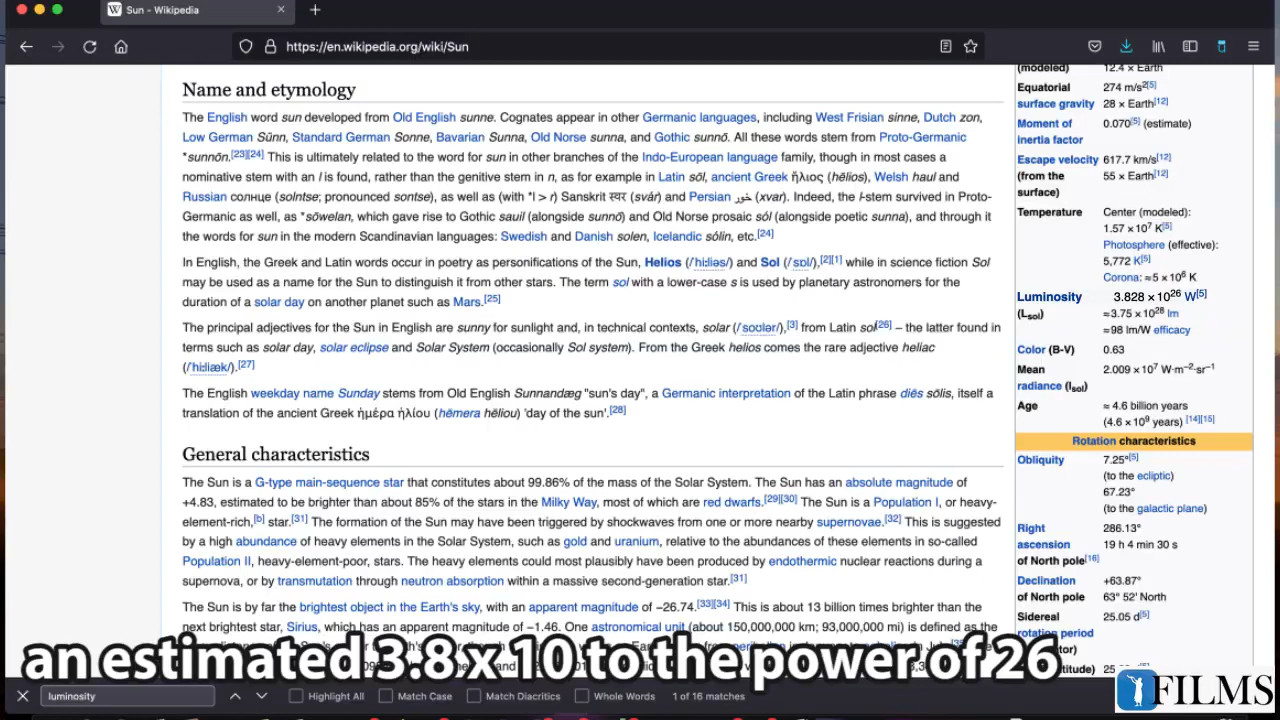 Sun - Wikipedia
https://en.wikipedia.org/wiki/Sun
Name and etymology
The English word sun developed from Old English sunne. Cognates appear in other Germanic languages, including West Frisian sinne, Dutch zon,
Low German Sünn, Standard German Sonne, Bavarian Sunna, Old Norse sunna, and Gothic sunnō. All these words stem from Proto-Germanic
*sunnōn.[23][24] This is ultimately related to the word for sun in other branches of the Indo-European language family, though in most cases a
nominative stem with an l is found, rather than the genitive stem in n, as for example in Latin sōl, ancient Greek ἥλιος (hēlios), Welsh haul and
Russian солнце (solntse; pronounced sontse), as well as (with *l > r) Sanskrit स्वर (svár) and Persian خور (xvar). Indeed, the l-stem survived in Proto-
Germanic as well, as *sōwelan, which gave rise to Gothic sauil (alongside sunnō) and Old Norse prosaic sól (alongside poetic sunna), and through it
the words for sun in the modern Scandinavian languages: Swedish and Danish solen, Icelandic sólin, etc.[24]
In English, the Greek and Latin words occur in poetry as personifications of the Sun, Helios (/ˈhiːliəs/) and Sol (/ˈsɒl/),[2][1] while in science fiction Sol
may be used as a name for the Sun to distinguish it from other stars. The term sol with a lower-case s is used by planetary astronomers for the
duration of a solar day on another planet such as Mars.[25]
The principal adjectives for the Sun in English are sunny for sunlight and, in technical contexts, solar (/ˈsoʊlər/),[3] from Latin sol[26] – the latter found in
terms such as solar day, solar eclipse and Solar System (occasionally Sol system). From the Greek helios comes the rare adjective heliac
(/ˈhiːliæk/).[27]
The English weekday name Sunday stems from Old English Sunnandæg "sun's day", a Germanic interpretation of the Latin phrase diēs sōlis, itself a
translation of the ancient Greek ἡμέρα ἡλίου (hēmera hēliou) 'day of the sun'.[28]
General characteristics
The Sun is a G-type main-sequence star that constitutes about 99.86% of the mass of the Solar System. The Sun has an absolute magnitude of
+4.83, estimated to be brighter than about 85% of the stars in the Milky Way, most of which are red dwarfs.[29][30] The Sun is a Population I, or heavy-
element-rich,[b] star.[31] The formation of the Sun may have been triggered by shockwaves from one or more nearby supernovae.[32] This is suggested
by a high abundance of heavy elements in the Solar System, such as gold and uranium, relative to the abundances of these elements in so-called
Population II, heavy-element-poor, stars. The heavy elements could most plausibly have been produced by endothermic nuclear reactions during a
supernova, or by transmutation through neutron absorption within a massive second-generation star.[31]
The Sun is by far the brightest object in the Earth's sky, with an apparent magnitude of −26.74.[33][34] This is about 13 billion times brighter than the
next brightest star, Sirius, which has an apparent magnitude of −1.46. One astronomical unit (about 150,000,000 km; 93,000,000 mi) is defined as the
(modeled) 12.4 × Earth
Equatorial 274 m/s2[5]
surface gravity 28 × Earth[12]
Moment of 0.070[5] (estimate)
inertia factor
Escape velocity 617.7 km/s[12]
(from the 55 × Earth[12]
surface)
Temperature Center (modeled):
1.57×10⁷ K[5]
Photosphere (effective):
5,772 K[5]
Corona: ≈5×10⁶ K
Luminosity 3.828×10²⁶ W[5]
(Lsol) ≈3.75×10²⁸ lm
≈98 lm/W efficacy
Color (B-V) 0.63
Mean 2.009×10⁷ W·m⁻²·sr⁻¹
radiance (Isol)
Age ≈4.6 billion years
(4.6×10⁹ years) [14][15]
Rotation characteristics
Obliquity 7.25°[5]
(to the ecliptic)
67.23°
(to the galactic plane)
Right 286.13°
ascension 19 h 4 min 30 s
of North pole[16]
Declination +63.87°
of North pole 63° 52' North
Sidereal 25.05 d[5]
rotation period
an estimated 3.8 x 10 to the power of 26
luminosity
Highlight All Match Case Match Diacritics Whole Words 1 of 16 matches
FILMS